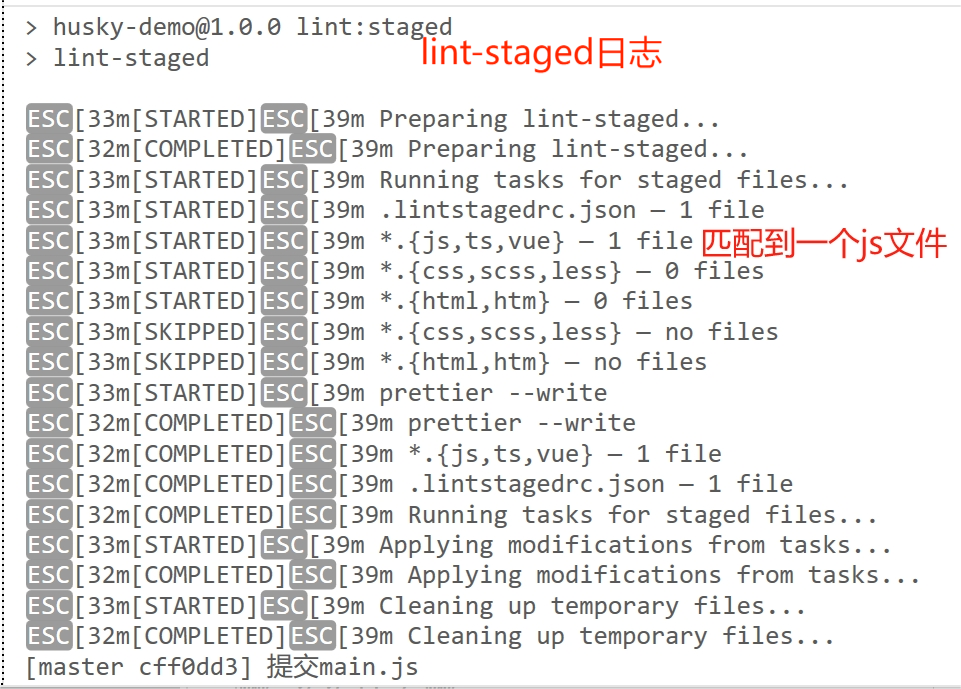 > husky-demo@1.0.0 lint:staged
> lint-staged
lint-staged日志
ESC[33m[STARTED]ESC[39m Preparing lint-staged...
ESC[32m[COMPLETED]ESC[39m Preparing lint-staged...
ESC[33m[STARTED]ESC[39m Running tasks for staged files...
ESC[33m[STARTED]ESC[39m .lintstagedrc.json — 1 file
ESC[33m[STARTED]ESC[39m *.{js,ts,vue} — 1 file 匹配到一个js文件
ESC[33m[STARTED]ESC[39m *.{css,scss,less} — 0 files
ESC[33m[STARTED]ESC[39m *.{html,htm} — 0 files
ESC[33m[SKIPPED]ESC[39m *.{css,scss,less} — no files
ESC[33m[SKIPPED]ESC[39m *.{html,htm} — no files
ESC[33m[STARTED]ESC[39m prettier --write
ESC[32m[COMPLETED]ESC[39m prettier --write
ESC[32m[COMPLETED]ESC[39m *.{js,ts,vue} — 1 file
ESC[32m[COMPLETED]ESC[39m .lintstagedrc.json — 1 file
ESC[32m[COMPLETED]ESC[39m Running tasks for staged files...
ESC[33m[STARTED]ESC[39m Applying modifications from tasks...
ESC[32m[COMPLETED]ESC[39m Applying modifications from tasks...
ESC[33m[STARTED]ESC[39m Cleaning up temporary files...
ESC[32m[COMPLETED]ESC[39m Cleaning up temporary files...
[master cff0dd3] 提交main.js